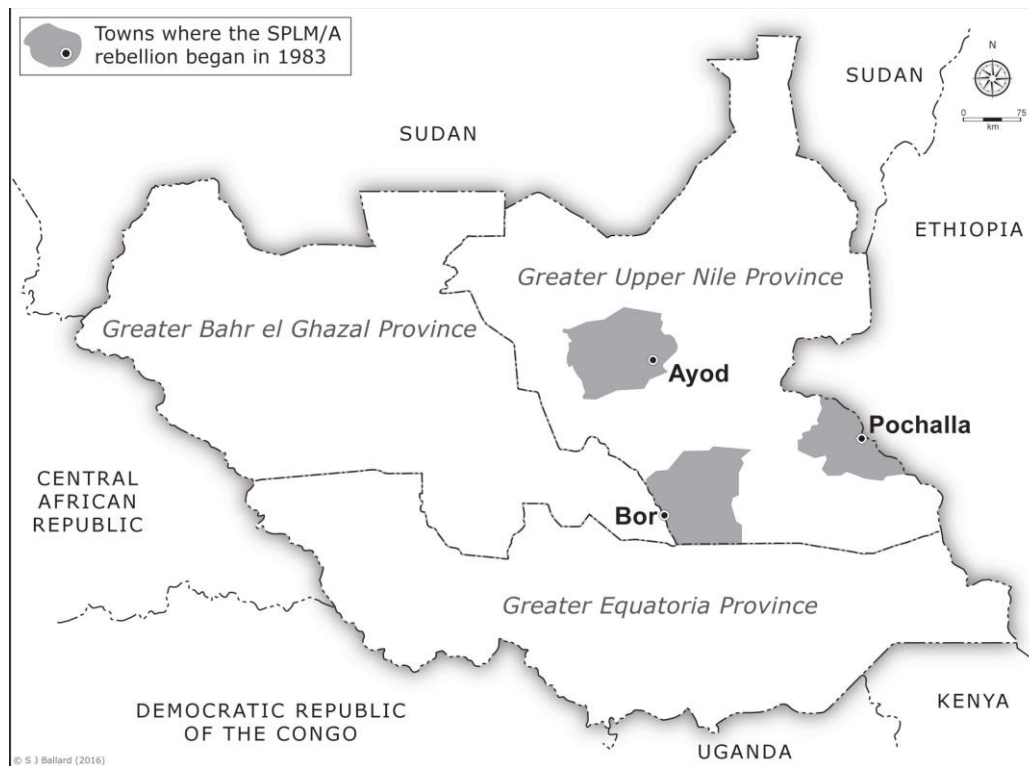 Towns where the SPLM/A
rebellion began in 1983
SUDAN
N
0 75
km
SUDAN
ETHIOPIA
Greater Upper Nile Province
Greater Bahr el Ghazal Province
Ayod
Pochalla
CENTRAL
AFRICAN
REPUBLIC
Bor
Greater Equatoria Province
DEMOCRATIC REPUBLIC
OF THE CONGO
KENYA
UGANDA
© S J Ballard (2016)